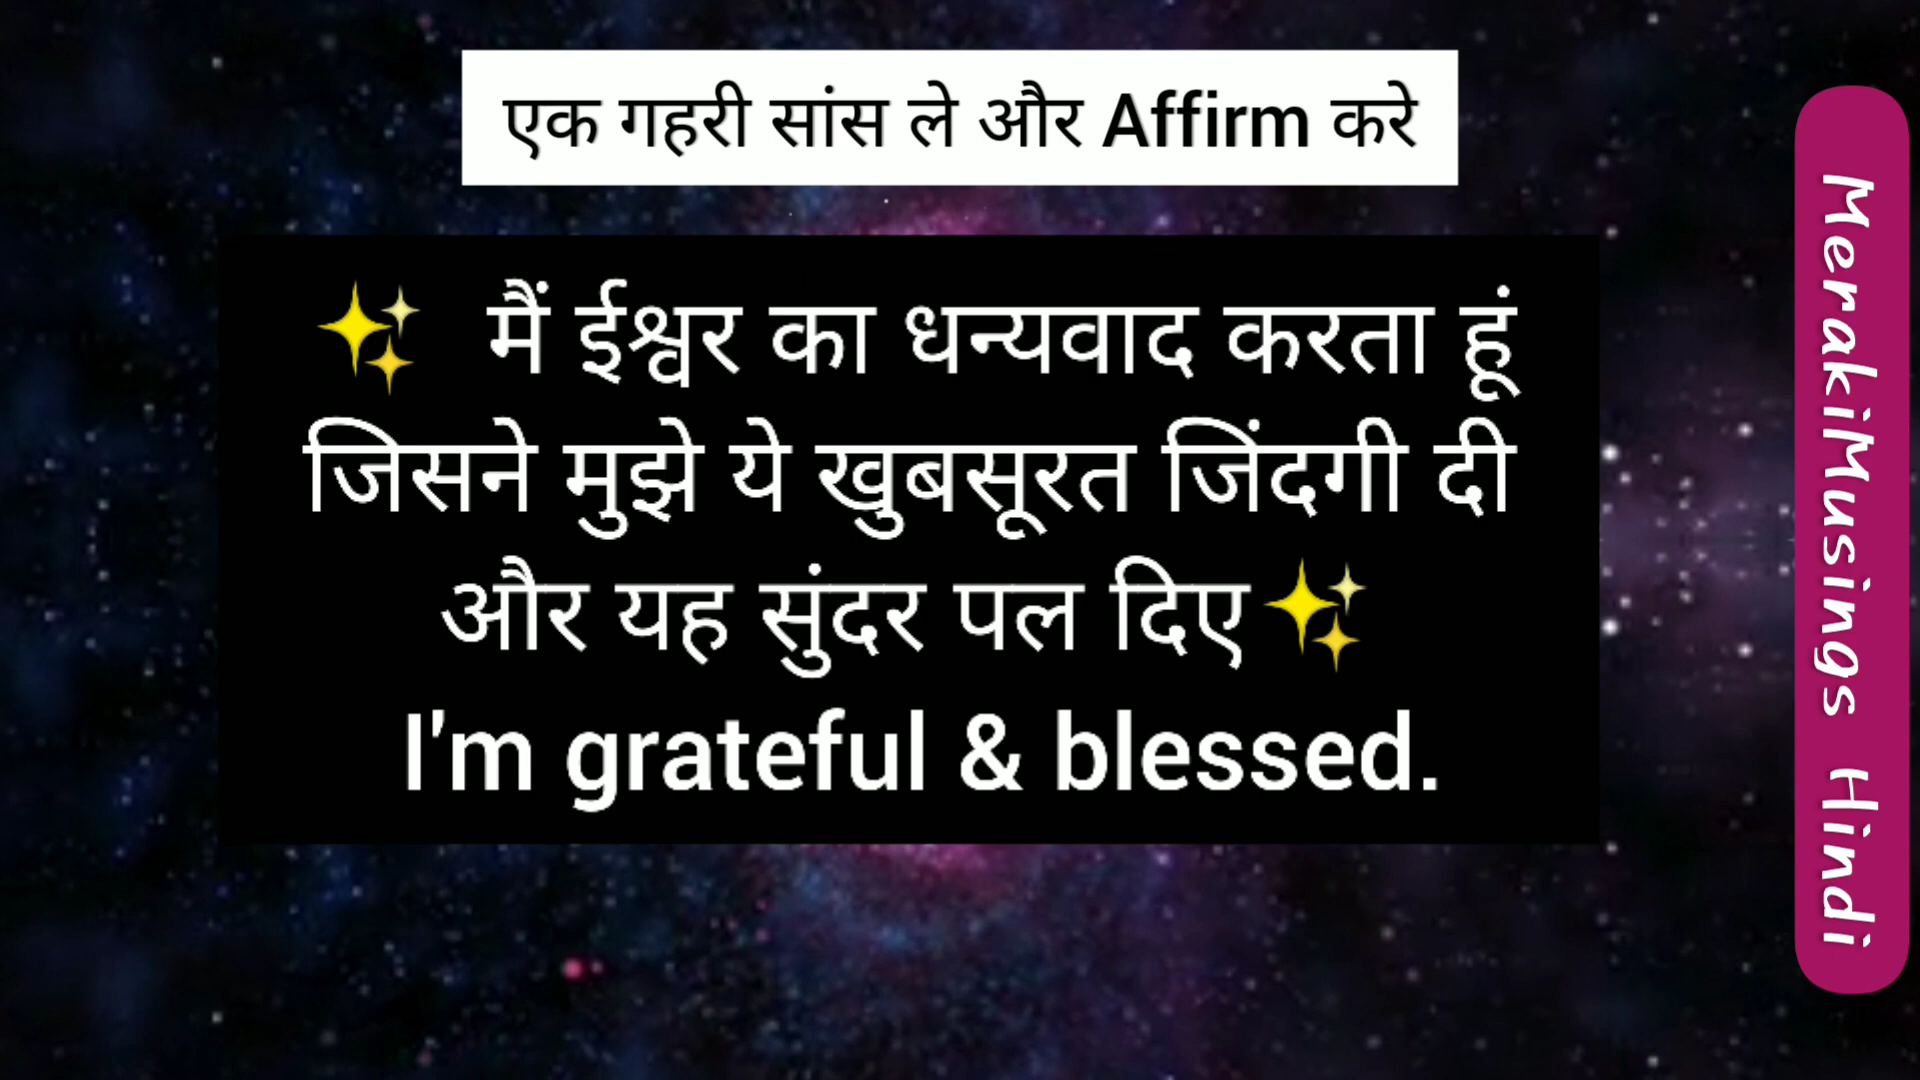 एक गहरी सांस ले और Affirm करे
✨ मैं ईश्वर का धन्यवाद करता हूं
जिसने मुझे ये खुबसूरत जिंदगी दी
और यह सुंदर पल दिए✨
I'm grateful & blessed.
MerakiMusings Hindi